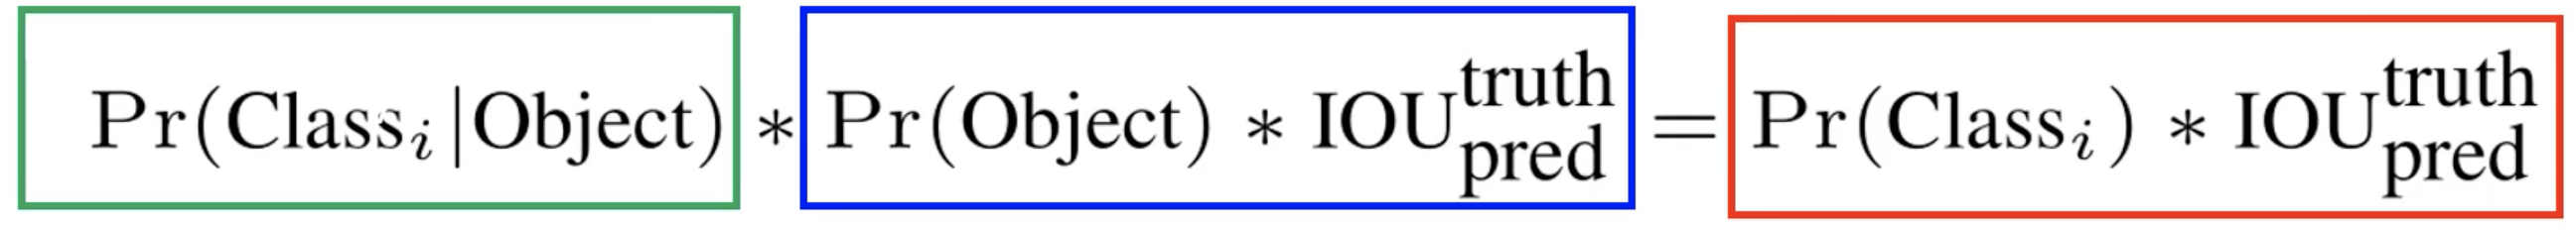 Pr(Class_i|Object) * Pr(Object) * IOU^truth_pred = Pr(Class_i) * IOU^truth_pred